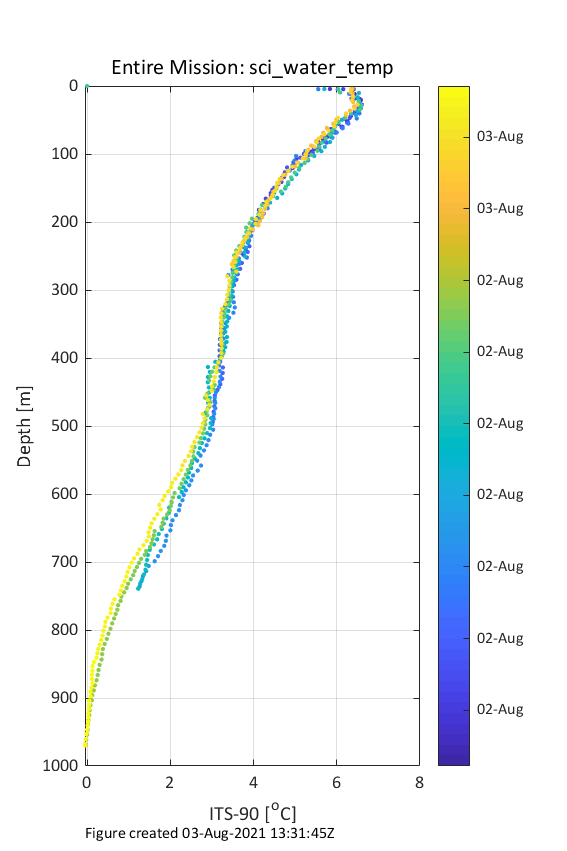 Entire Mission: sci_water_temp
0
100
200
300
400
500
600
700
800
900
1000
Depth [m]
0 2 4 6 8
ITS-90 [°C]
03-Aug
03-Aug
02-Aug
02-Aug
02-Aug
02-Aug
02-Aug
02-Aug
02-Aug
Figure created 03-Aug-2021 13:31:45Z